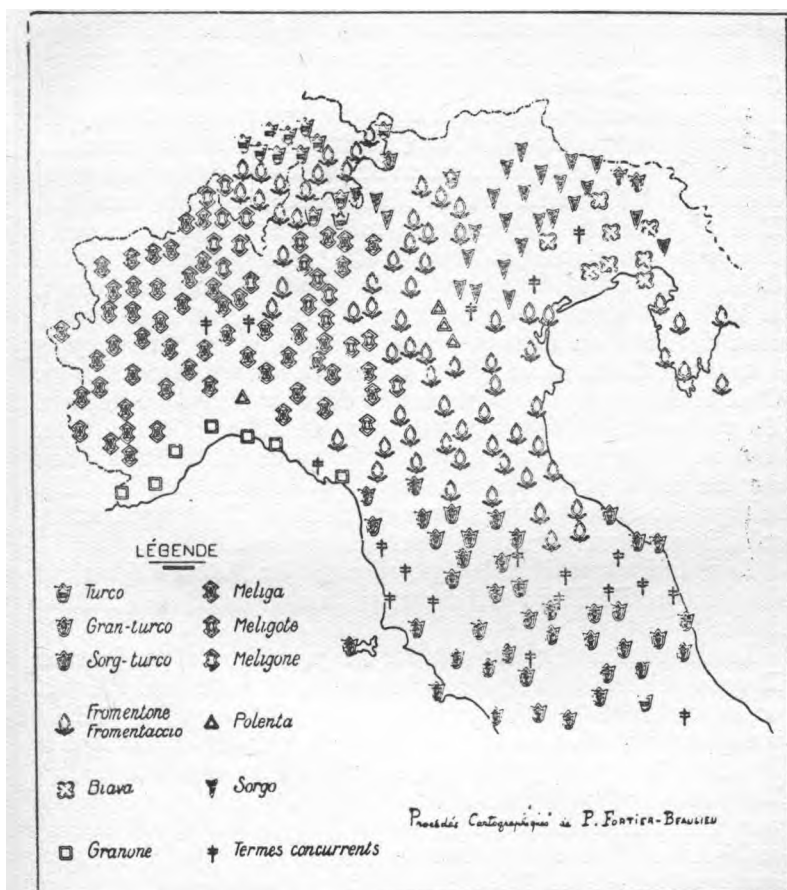 LÉGENDE
Turco
Gran-turco
Sorg-turco
Fromentone
Fromentaccio
Biava
Granone
Meliga
Meligote
Meligone
Polenta
Sorgo
Termes concurrents
Procédés Cartographiques de P. FORTIER-BEAULIEU